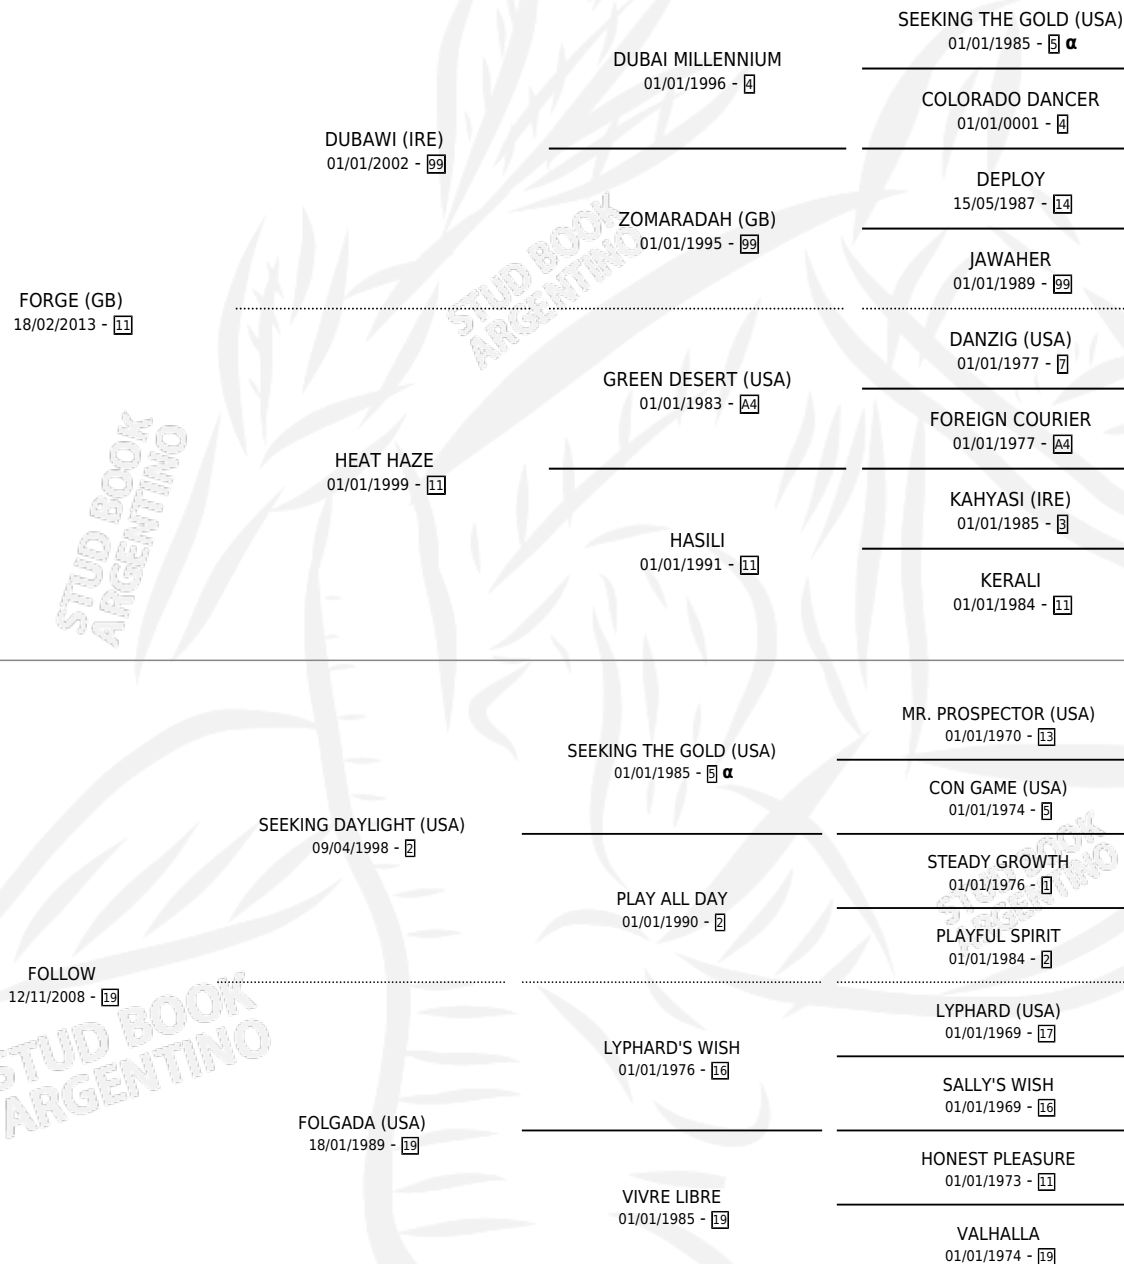 SEEKING THE GOLD (USA)
01/01/1985 - 5 α
DUBAI MILLENNIUM
01/01/1996 - 4
COLORADO DANCER
01/01/0001 - 4
DUBAWI (IRE)
01/01/2002 - 99
DEPLOY
15/05/1987 - 14
ZOMARADAH (GB)
01/01/1995 - 99
JAWAHER
01/01/1989 - 99
FORGE (GB)
18/02/2013 - 11
DANZIG (USA)
01/01/1977 - 7
GREEN DESERT (USA)
01/01/1983 - A4
FOREIGN COURIER
01/01/1977 - A4
HEAT HAZE
01/01/1999 - 11
KAHYASI (IRE)
01/01/1985 - 3
HASILI
01/01/1991 - 11
KERALI
01/01/1984 - 11
MR. PROSPECTOR (USA)
01/01/1970 - 13
SEEKING THE GOLD (USA)
01/01/1985 - 5 α
CON GAME (USA)
01/01/1974 - 5
SEEKING DAYLIGHT (USA)
09/04/1998 - 2
STEADY GROWTH
01/01/1976 - 1
PLAY ALL DAY
01/01/1990 - 2
PLAYFUL SPIRIT
01/01/1984 - 2
FOLLOW
12/11/2008 - 19
LYPHARD (USA)
01/01/1969 - 17
LYPHARD'S WISH
01/01/1976 - 16
SALLY'S WISH
01/01/1969 - 16
FOLGADA (USA)
18/01/1989 - 19
HONEST PLEASURE
01/01/1973 - 11
VIVRE LIBRE
01/01/1985 - 19
VALHALLA
01/01/1974 - 19
STUD BOOK
ARGENTINO
STUD BOOK
ARGENTINO
STUD BOOK
ARGENTINO
STUD BOOK
ARGENTINO